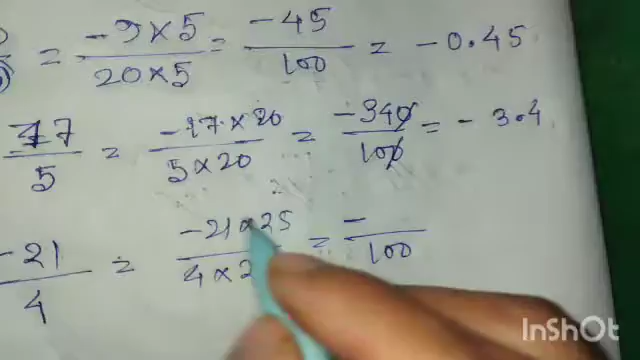 = -9×5/20×5 = -45/100 = -0.45
-17/5 = -17×20/5×20 = -340/100 = -3.4
-21/4 = -21×25/4×2 = -/100
InShOt